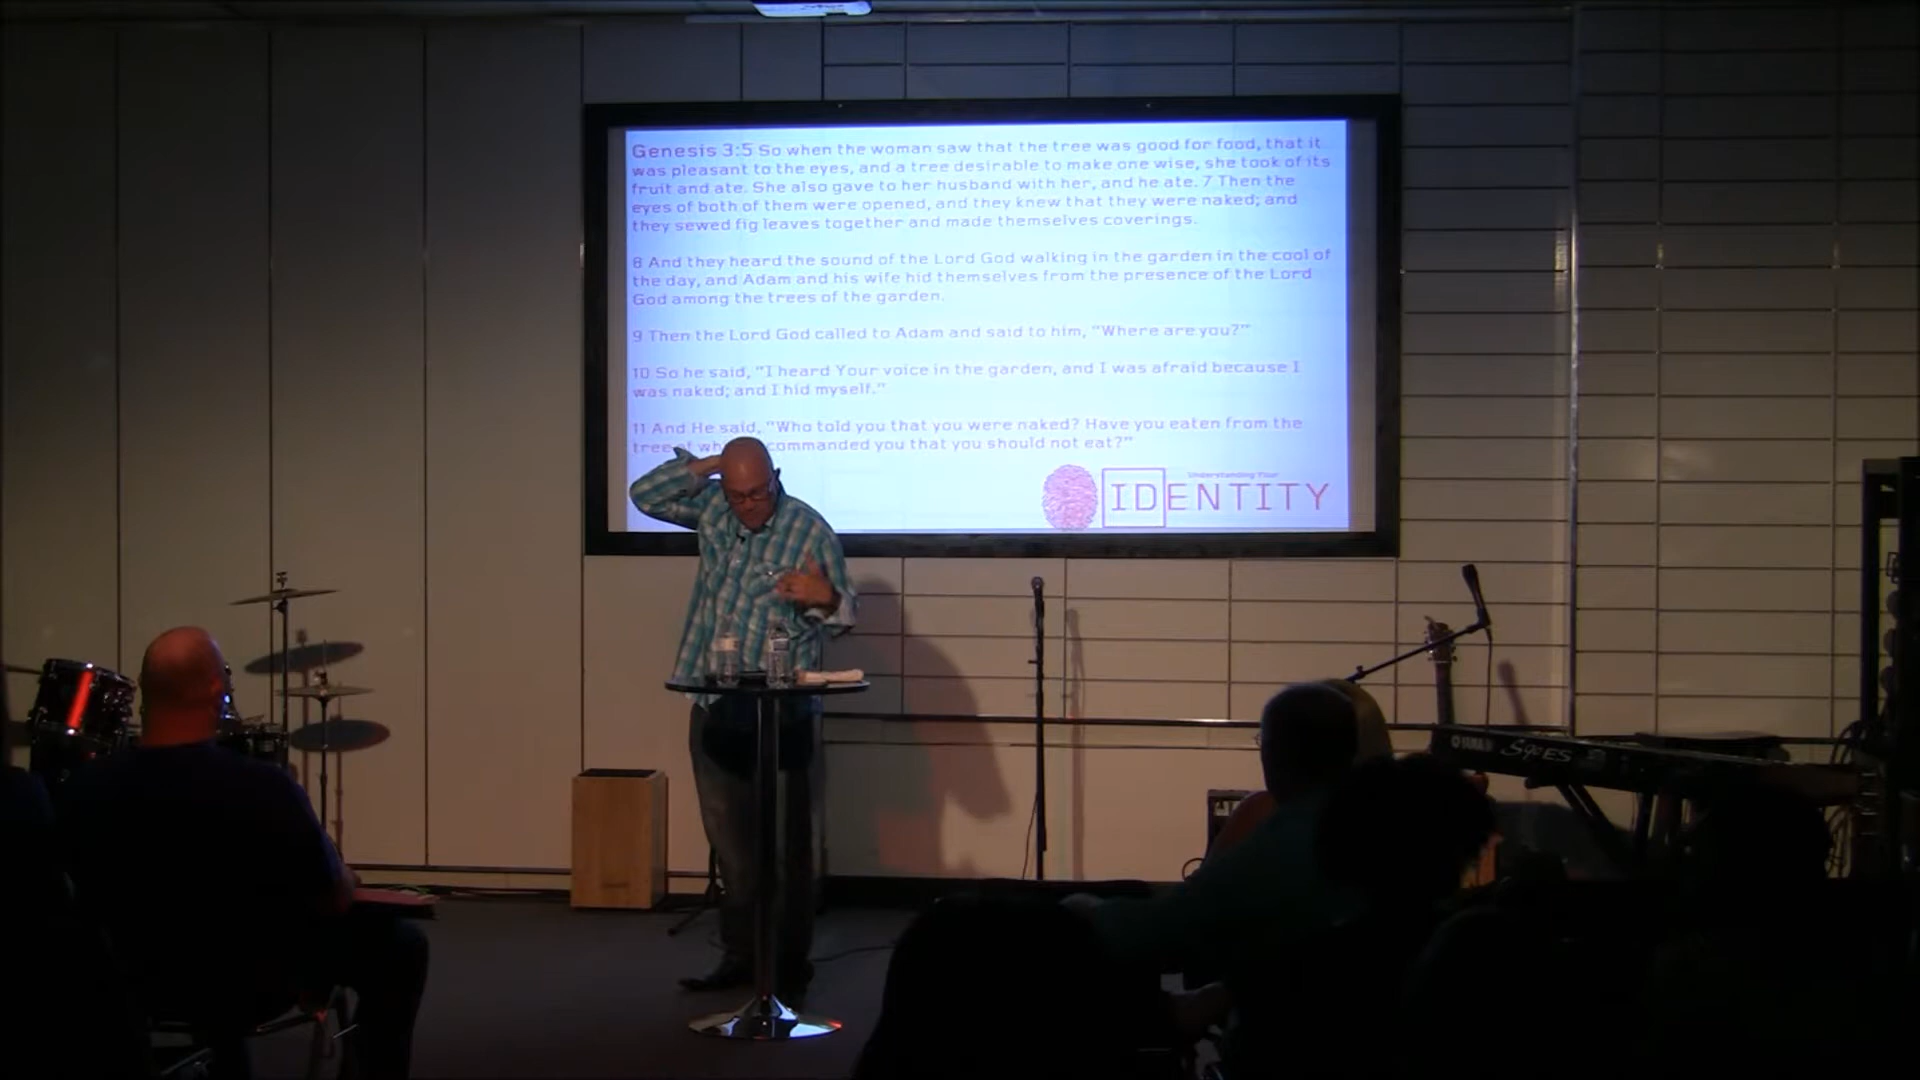 Genesis 3:5 So when the woman saw that the tree was good for food, that it
was pleasant to the eyes, and a tree desirable to make one wise, she took of its
fruit and ate. She also gave to her husband with her, and he ate. 7 Then the
eyes of both of them were opened, and they knew that they were naked; and
they sewed fig leaves together and made themselves coverings.
8 And they heard the sound of the Lord God walking in the garden in the cool of
the day, and Adam and his wife hid themselves from the presence of the Lord
God among the trees of the garden.
9 Then the Lord God called to Adam and said to him, “Where are you?”
10 So he said, “I heard Your voice in the garden, and I was afraid because I
was naked; and I hid myself.”
11 And He said, “Who told you that you were naked? Have you eaten from the
tree of commanded you that you should not eat?”
Understanding Your
IDENTITY
YAMAHA S90ES